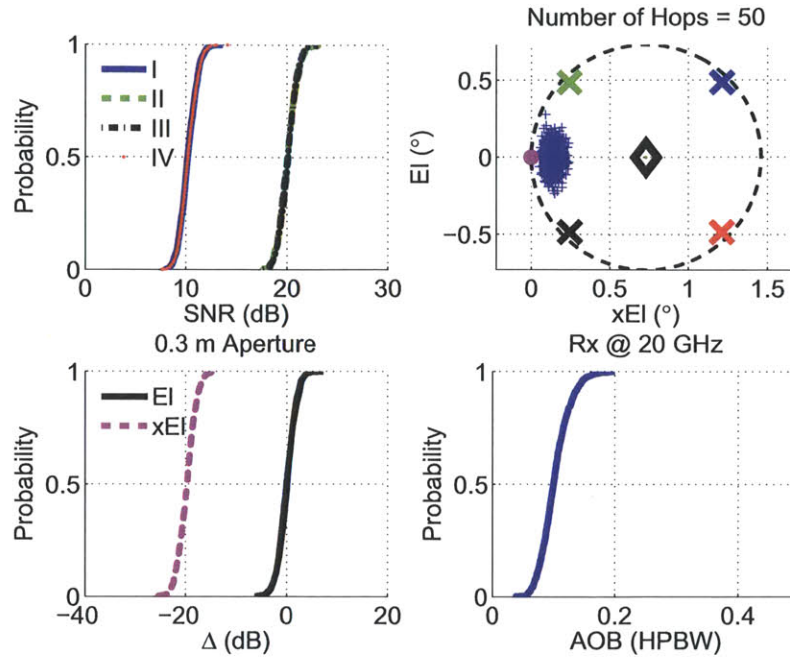 Number of Hops = 50
1
0.5
0
Probability
I
II
III
IV
0
10
20
30
SNR (dB)
0.5
0
−0.5
El (°)
0
0.5
1
1.5
xEl (°)
0.3 m Aperture
1
0.5
0
Probability
El
xEl
−40
−20
0
20
Δ (dB)
Rx @ 20 GHz
1
0.5
0
Probability
0
0.2
0.4
AOB (HPBW)